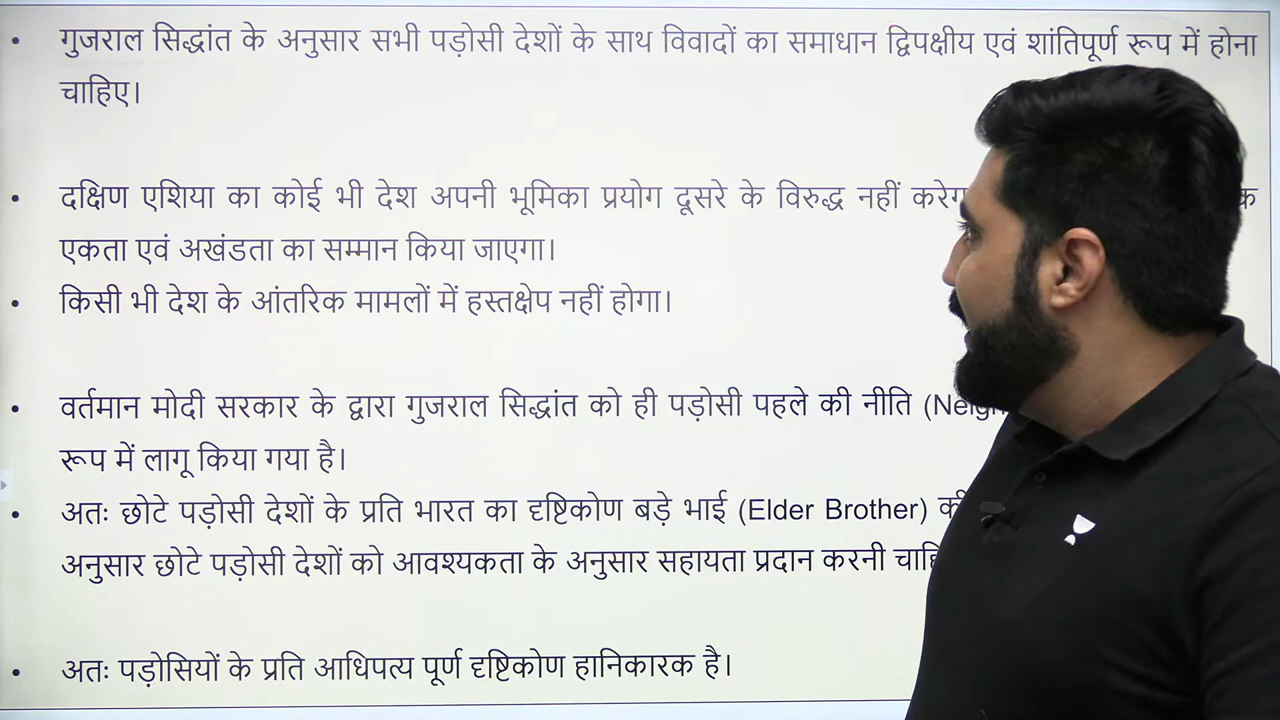 गुजराल सिद्धांत के अनुसार सभी पड़ोसी देशों के साथ विवादों का समाधान द्विपक्षीय एवं शांतिपूर्ण रूप में होना
चाहिए।
दक्षिण एशिया का कोई भी देश अपनी भूमिका प्रयोग दूसरे के विरुद्ध नहीं
एकता एवं अखंडता का सम्मान किया जाएगा।
किसी भी देश के आंतरिक मामलों में हस्तक्षेप नहीं होगा।
वर्तमान मोदी सरकार के द्वारा गुजराल सिद्धांत को ही पड़ोसी पहले की नीति
रूप में लागू किया गया है।
अतः छोटे पड़ोसी देशों के प्रति भारत का दृष्टिकोण बड़े भाई (Elder Brother) की
अनुसार छोटे पड़ोसी देशों को आवश्यकता के अनुसार सहायता प्रदान करनी
अतः पड़ोसियों के प्रति आधिपत्य पूर्ण दृष्टिकोण हानिकारक है।